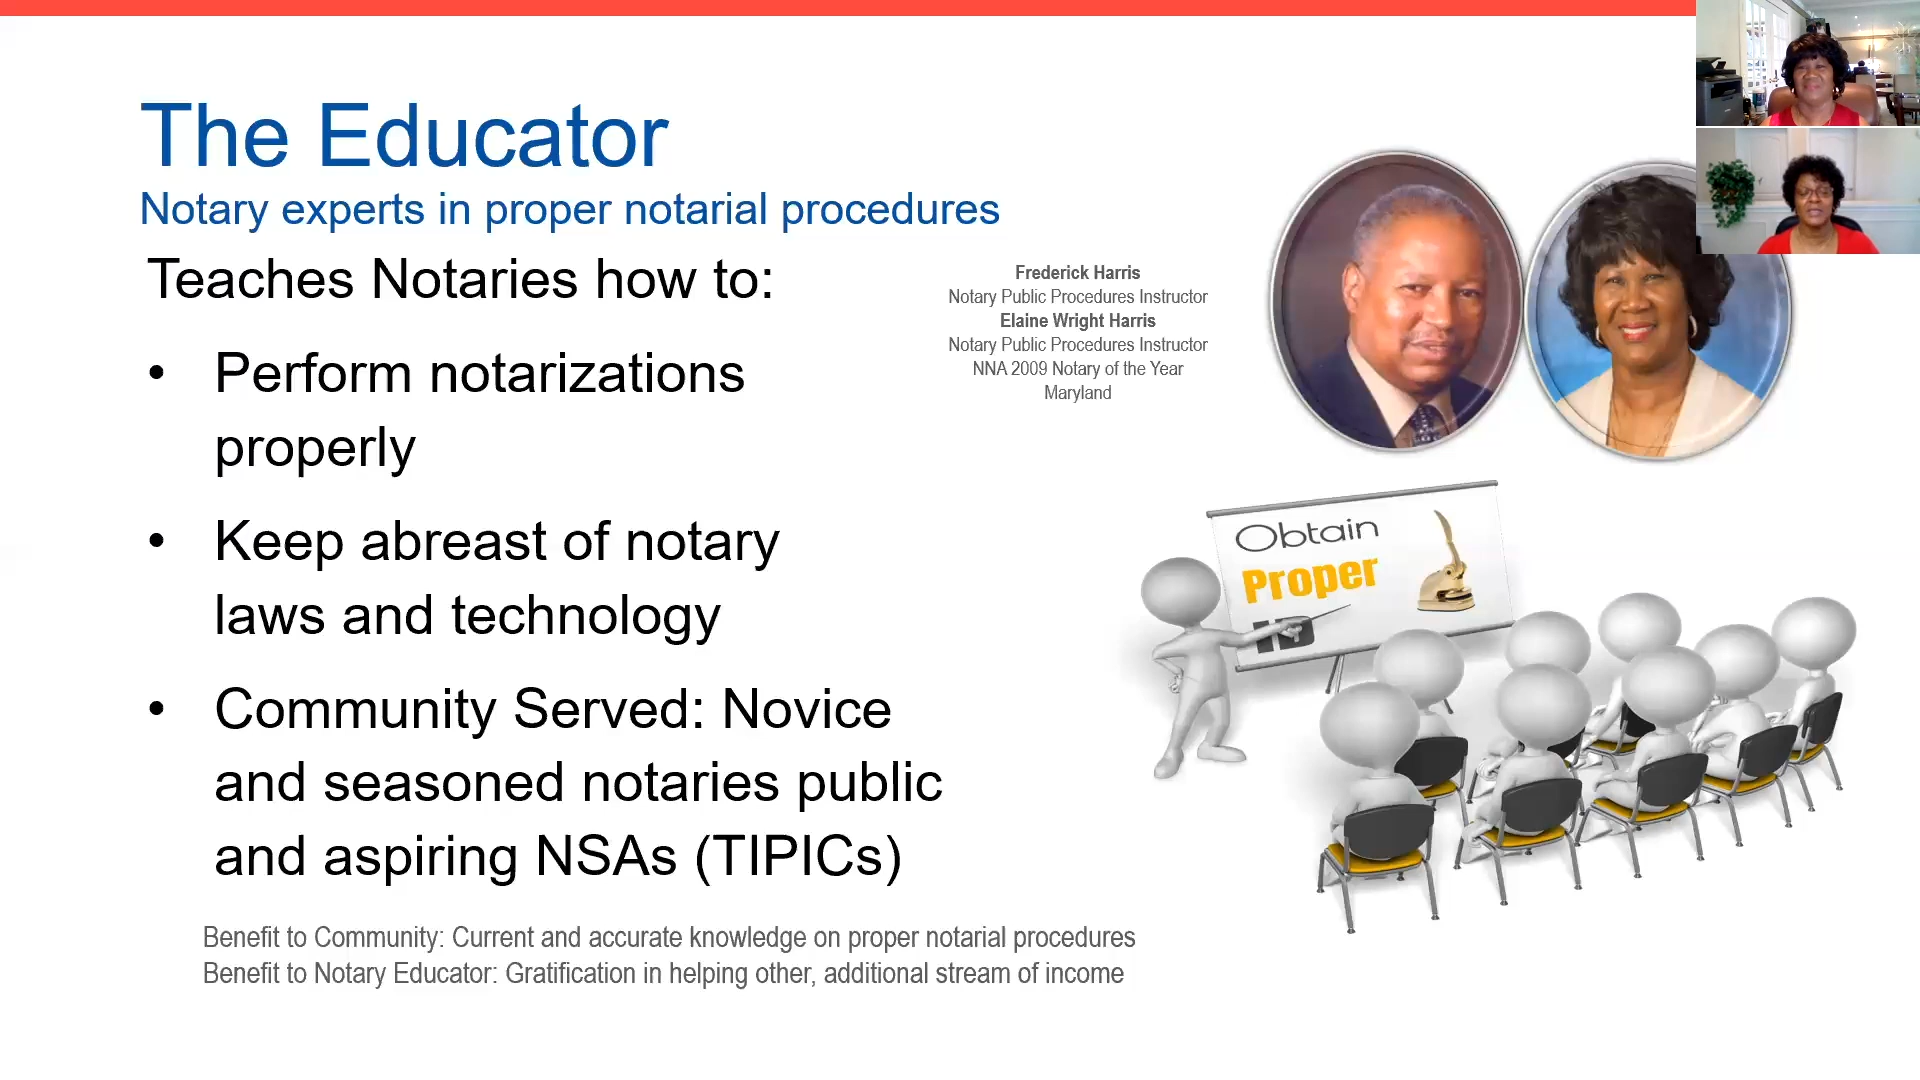 The Educator
Notary experts in proper notarial procedures
Teaches Notaries how to:
• Perform notarizations
properly
• Keep abreast of notary
laws and technology
• Community Served: Novice
and seasoned notaries public
and aspiring NSAs (TIPICs)
Benefit to Community: Current and accurate knowledge on proper notarial procedures
Benefit to Notary Educator: Gratification in helping other, additional stream of income
Frederick Harris
Notary Public Procedures Instructor
Elaine Wright Harris
Notary Public Procedures Instructor
NNA 2009 Notary of the Year
Maryland
Obtain
Proper
ID